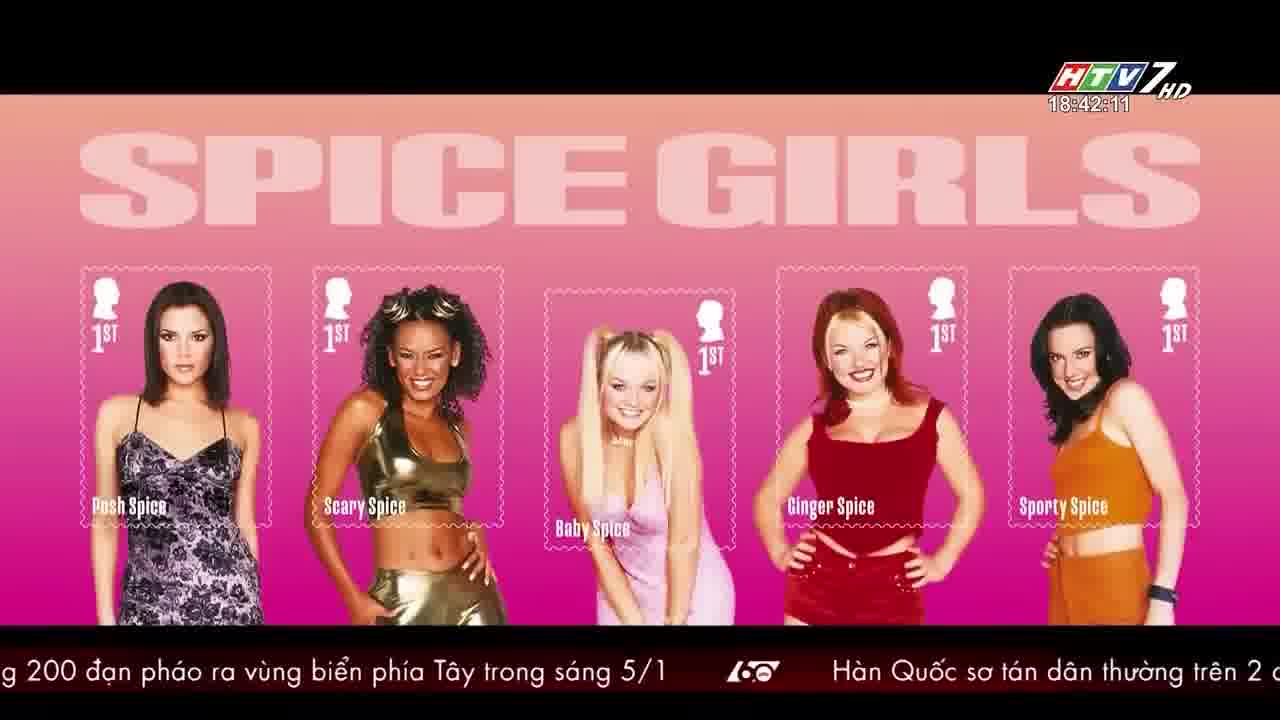 HTV7 HD
18:42:11
SPICE GIRLS
1ST
1ST
1ST
1ST
1ST
Posh Spice
Scary Spice
Baby Spice
Ginger Spice
Sporty Spice
g 200 đạn pháo ra vùng biển phía Tây trong sáng 5/1 60 Hàn Quốc sơ tán dân thường trên 2